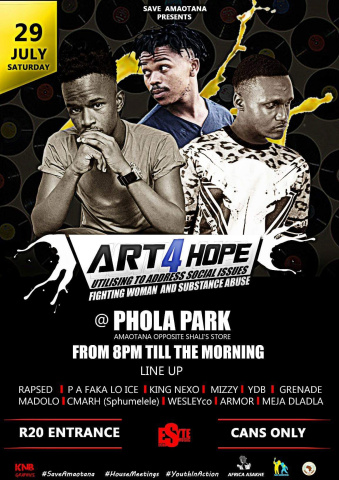 SAVE AMAOTANA
PRESENTS
29
JULY
SATURDAY
ART4HOPE
UTILISING TO ADDRESS SOCIAL ISSUES
FIGHTING WOMAN AND SUBSTANCE ABUSE
@ PHOLA PARK
AMAOTANA OPPOSITE SHALI'S STORE
FROM 8PM TILL THE MORNING
LINE UP
RAPSED | P A FAKA LO ICE | KING NEXO | MIZZY | YDB | GRENADE
MADOLO | CMARH (Sphumelele) | WESLEYco | ARMOR | MEJA DLADLA
R20 ENTRANCE
CANS ONLY
KNB
#SaveAmaotana #HouseMeetings #YouthInAction
AFRICA ASAKHE